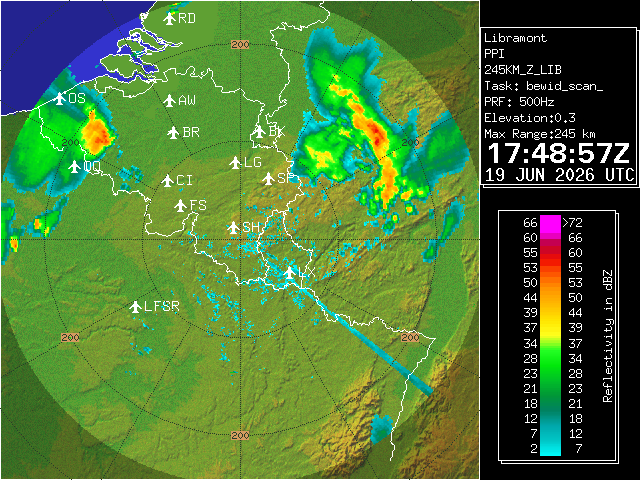 Libramont
PPI
245KM_Z_LIB
Task: bewid_scan_
PRF: 500Hz
Elevation:0.3
Max Range:245 km
17:48:57Z
19 JUN 2026 UTC
RD
200
OS
AW
BR
BK
200
200
QQ
LG
CI
SP
FS
SH
LX
LFSR
200
200
200
66 >72
60 66
55 60
53 55
50 53
44 50
39 44
37 39
34 37
28 34
23 28
21 23
18 21
12 18
7 12
2 7
Reflectivity in dBZ